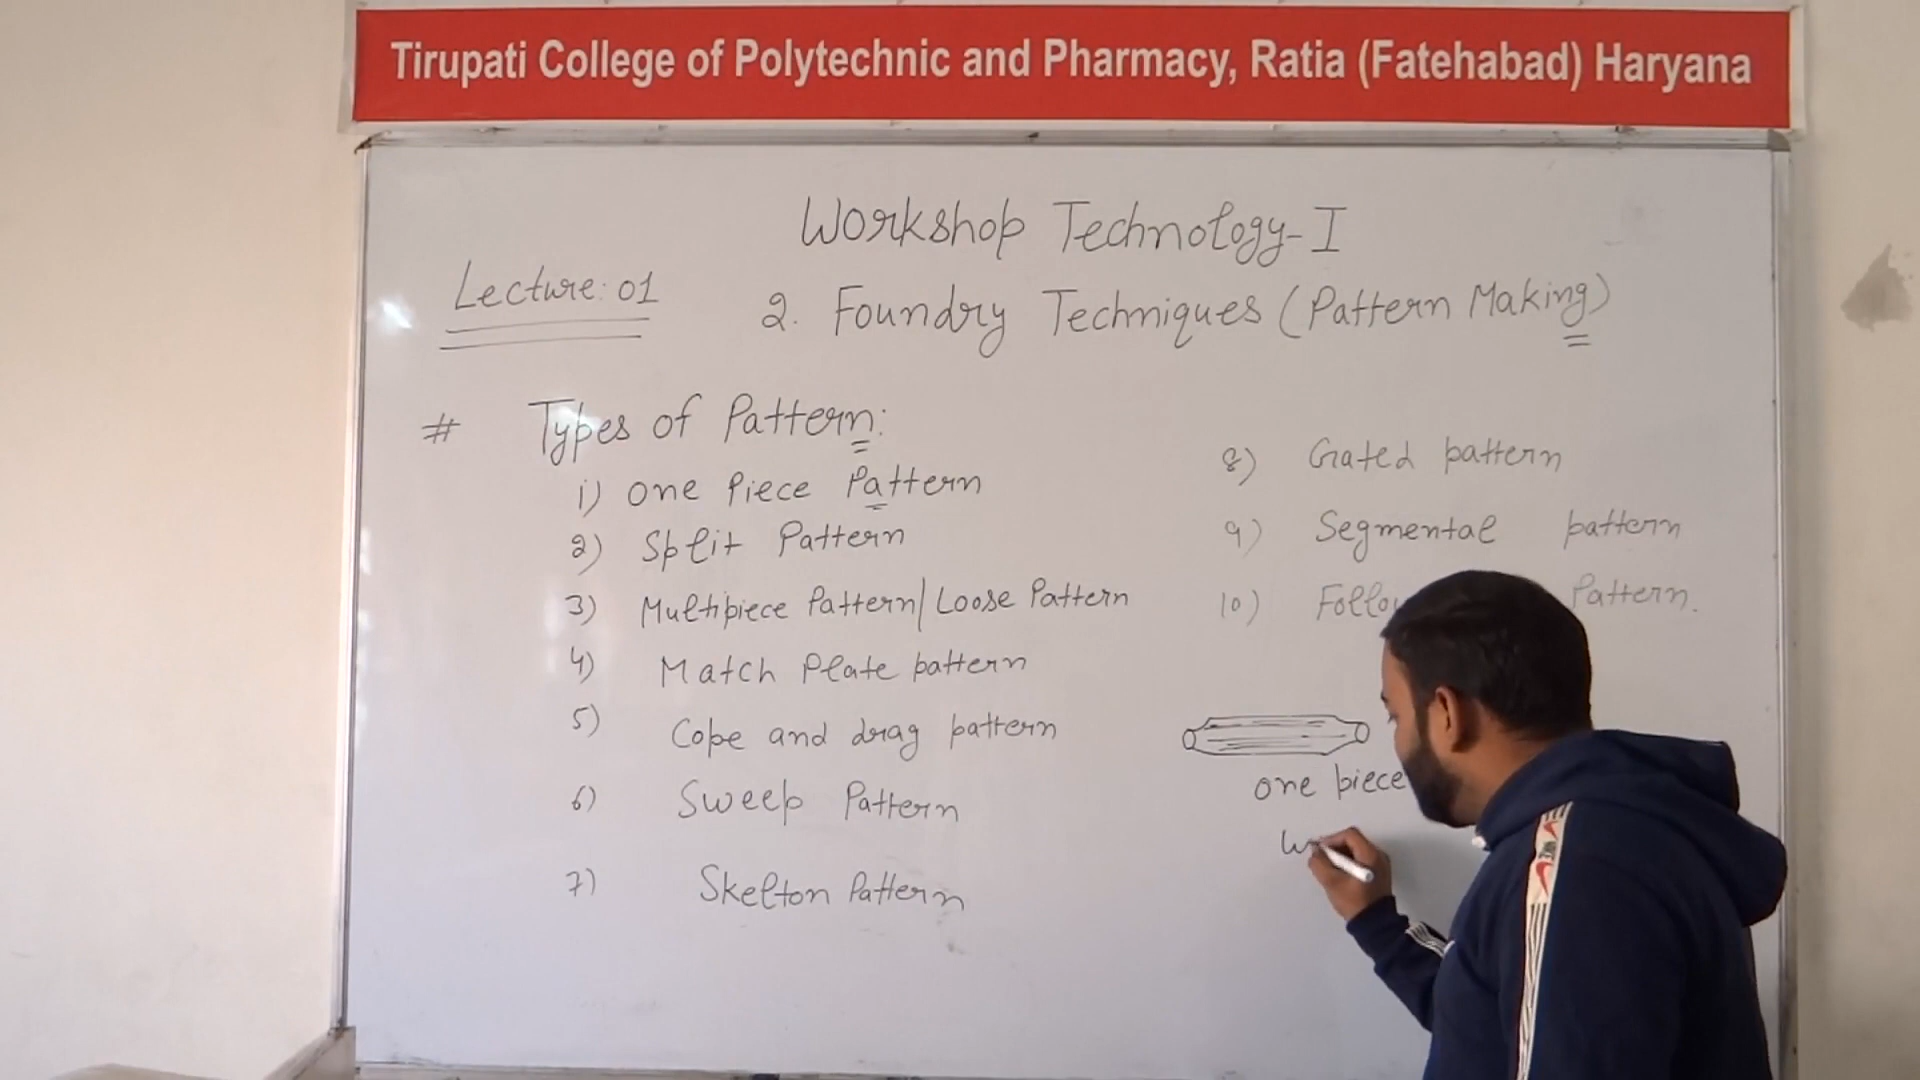 Tirupati College of Polytechnic and Pharmacy, Ratia (Fatehabad) Haryana
Workshop Technology-I
Lecture: 01
2. Foundry Techniques (Pattern Making)
# Types of Pattern:
1) One Piece Pattern
2) Split Pattern
3) Multipiece Pattern/Loose Pattern
4) Match Plate pattern
5) Cope and drag pattern
6) Sweep Pattern
7) Skelton Pattern
8) Gated pattern
9) Segmental pattern
10) Pattern.
one piece